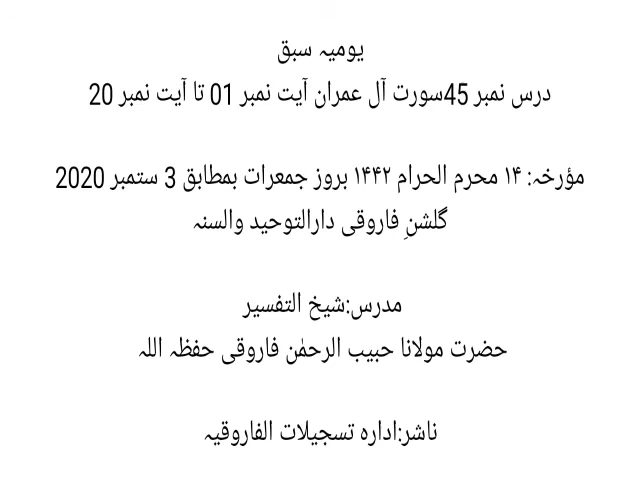 یومیہ سبق
درس نمبر 45سورت آل عمران آیت نمبر 01 تا آیت نمبر 20
مؤرخہ: ۱۴ محرم الحرام ۱۴۴۲ بروز جمعرات بمطابق 3 ستمبر 2020
گلشنِ فاروقی دارالتوحید والسنہ
مدرس:شیخ التفسیر
حضرت مولانا حبیب الرحمٰن فاروقی حفظہ اللہ
ناشر:ادارہ تسجیلات الفاروقیہ